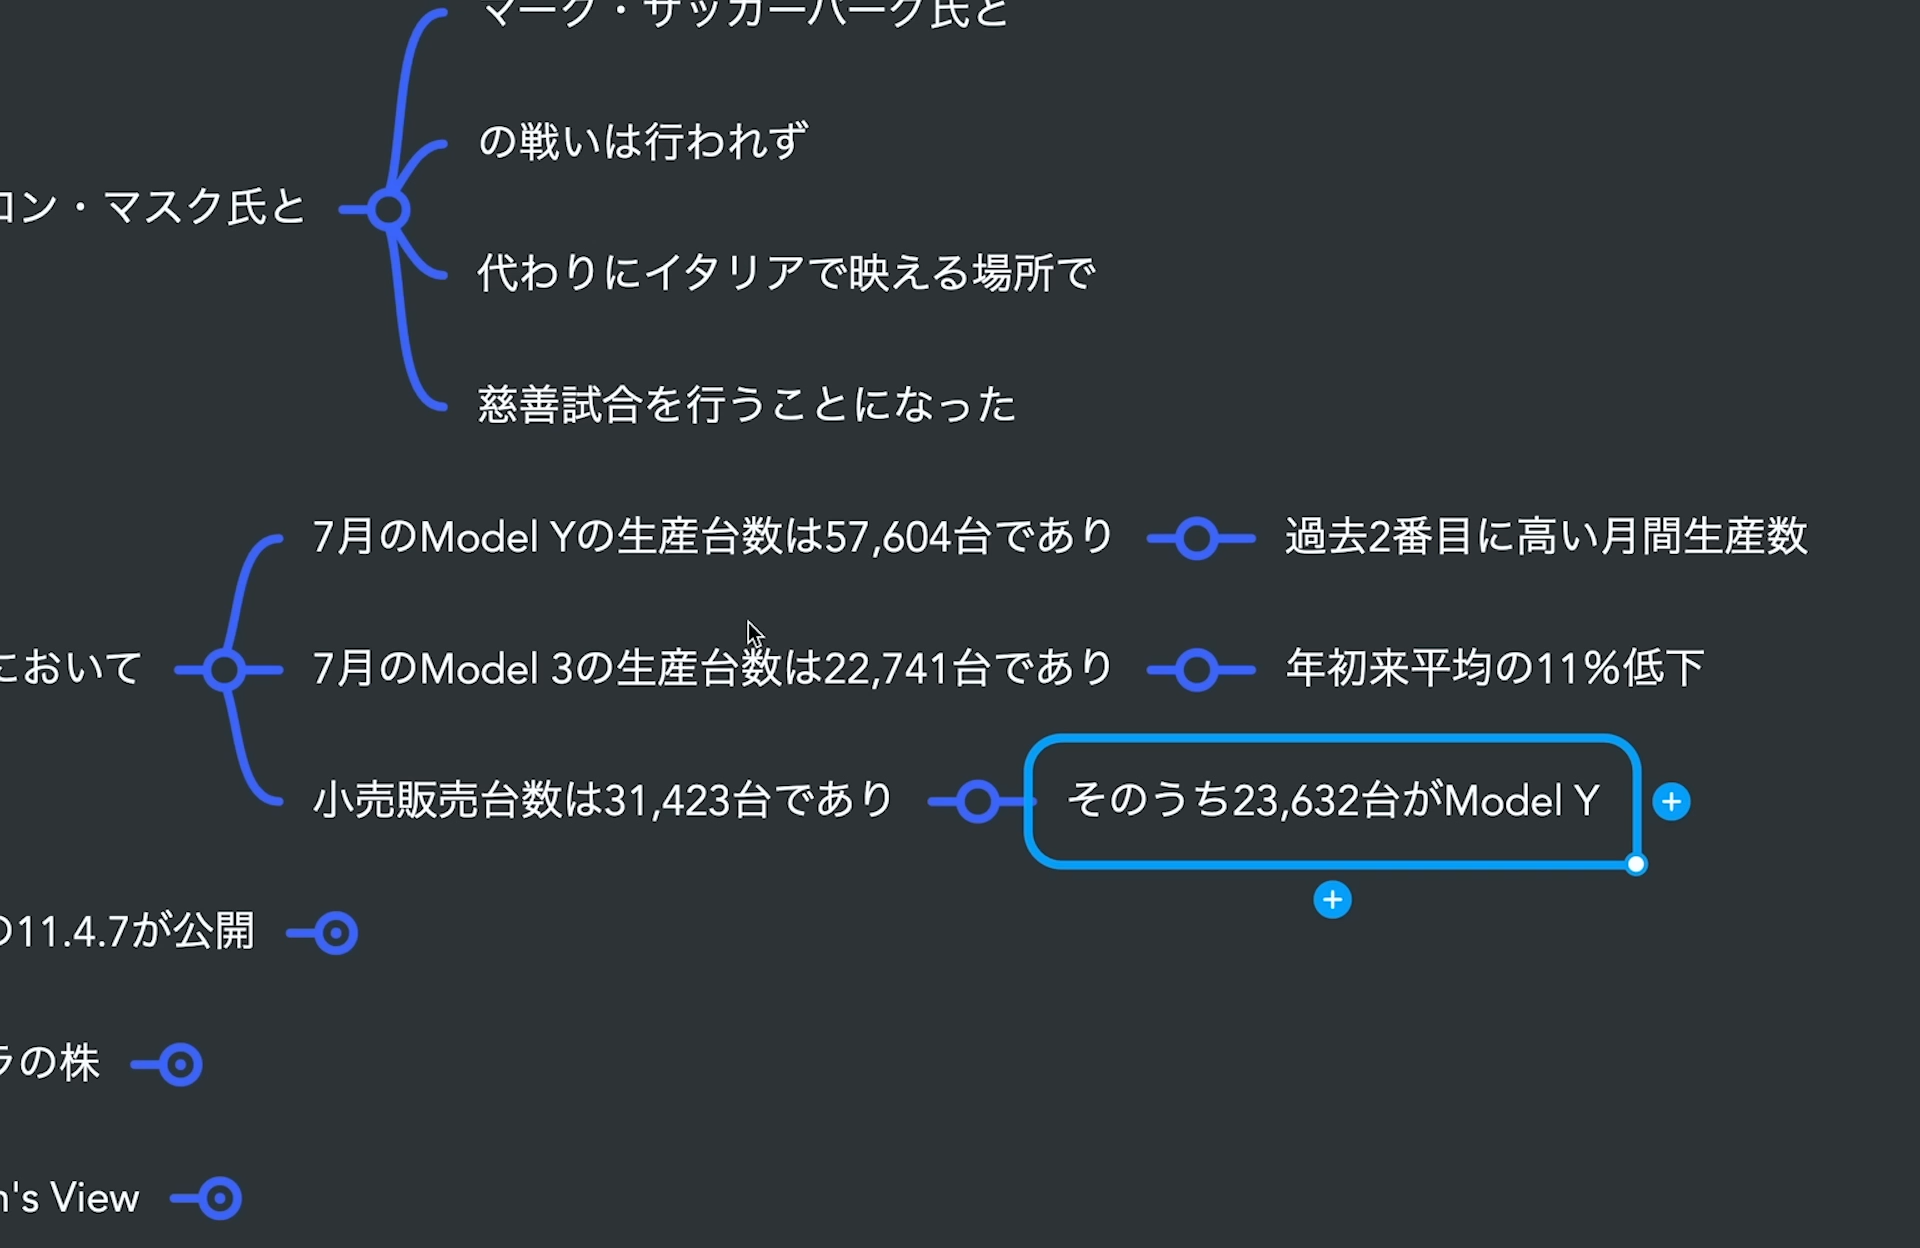 マーク・ザッカーバーグ氏と
の戦いは行われず
ロン・マスク氏と
代わりにイタリアで映える場所で
慈善試合を行うことになった
7月のModel Yの生産台数は57,604台であり
過去2番目に高い月間生産数
において
7月のModel 3の生産台数は22,741台であり
年初来平均の11%低下
小売販売台数は31,423台であり
そのうち23,632台がModel Y
の11.4.7が公開
ラの株
n's View